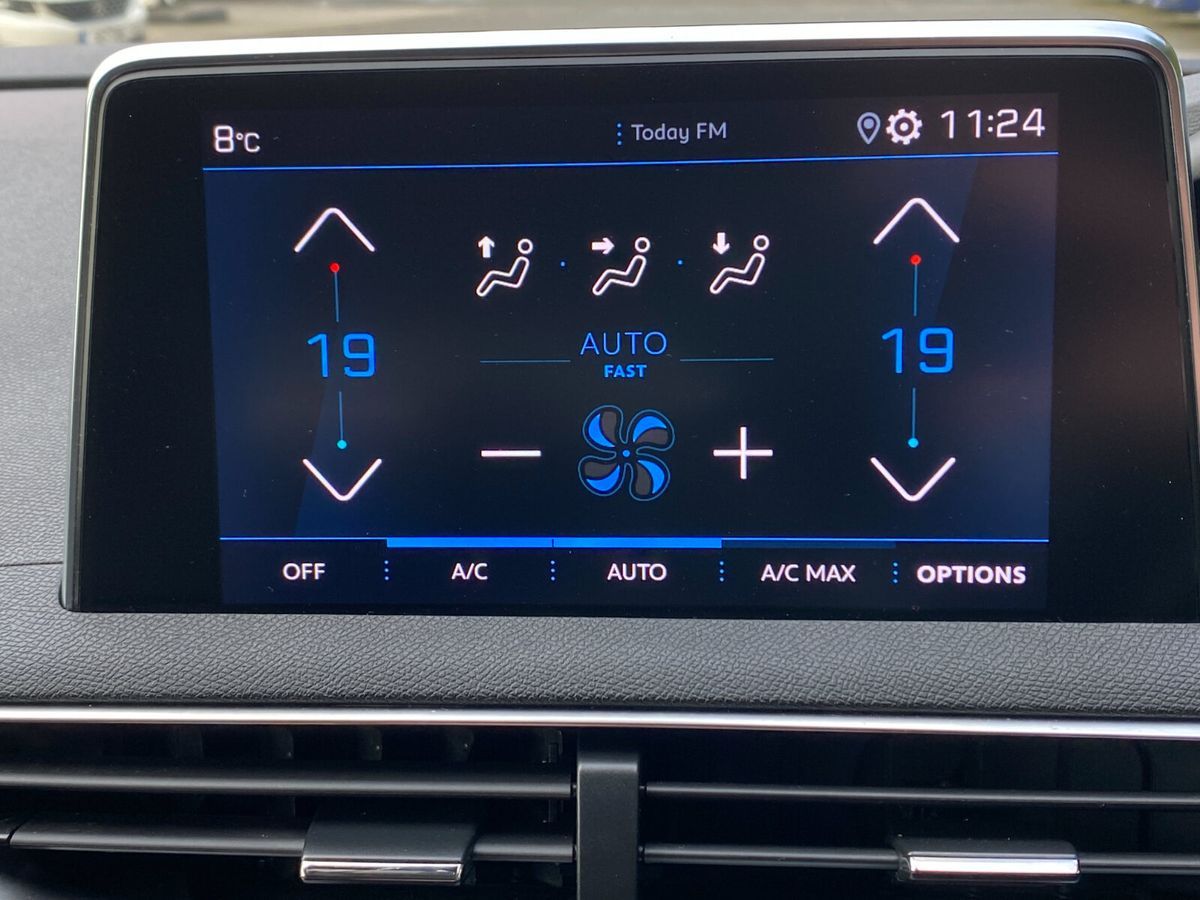 8°C Today FM 11:24
19 19
AUTO
FAST
OFF A/C AUTO A/C MAX OPTIONS